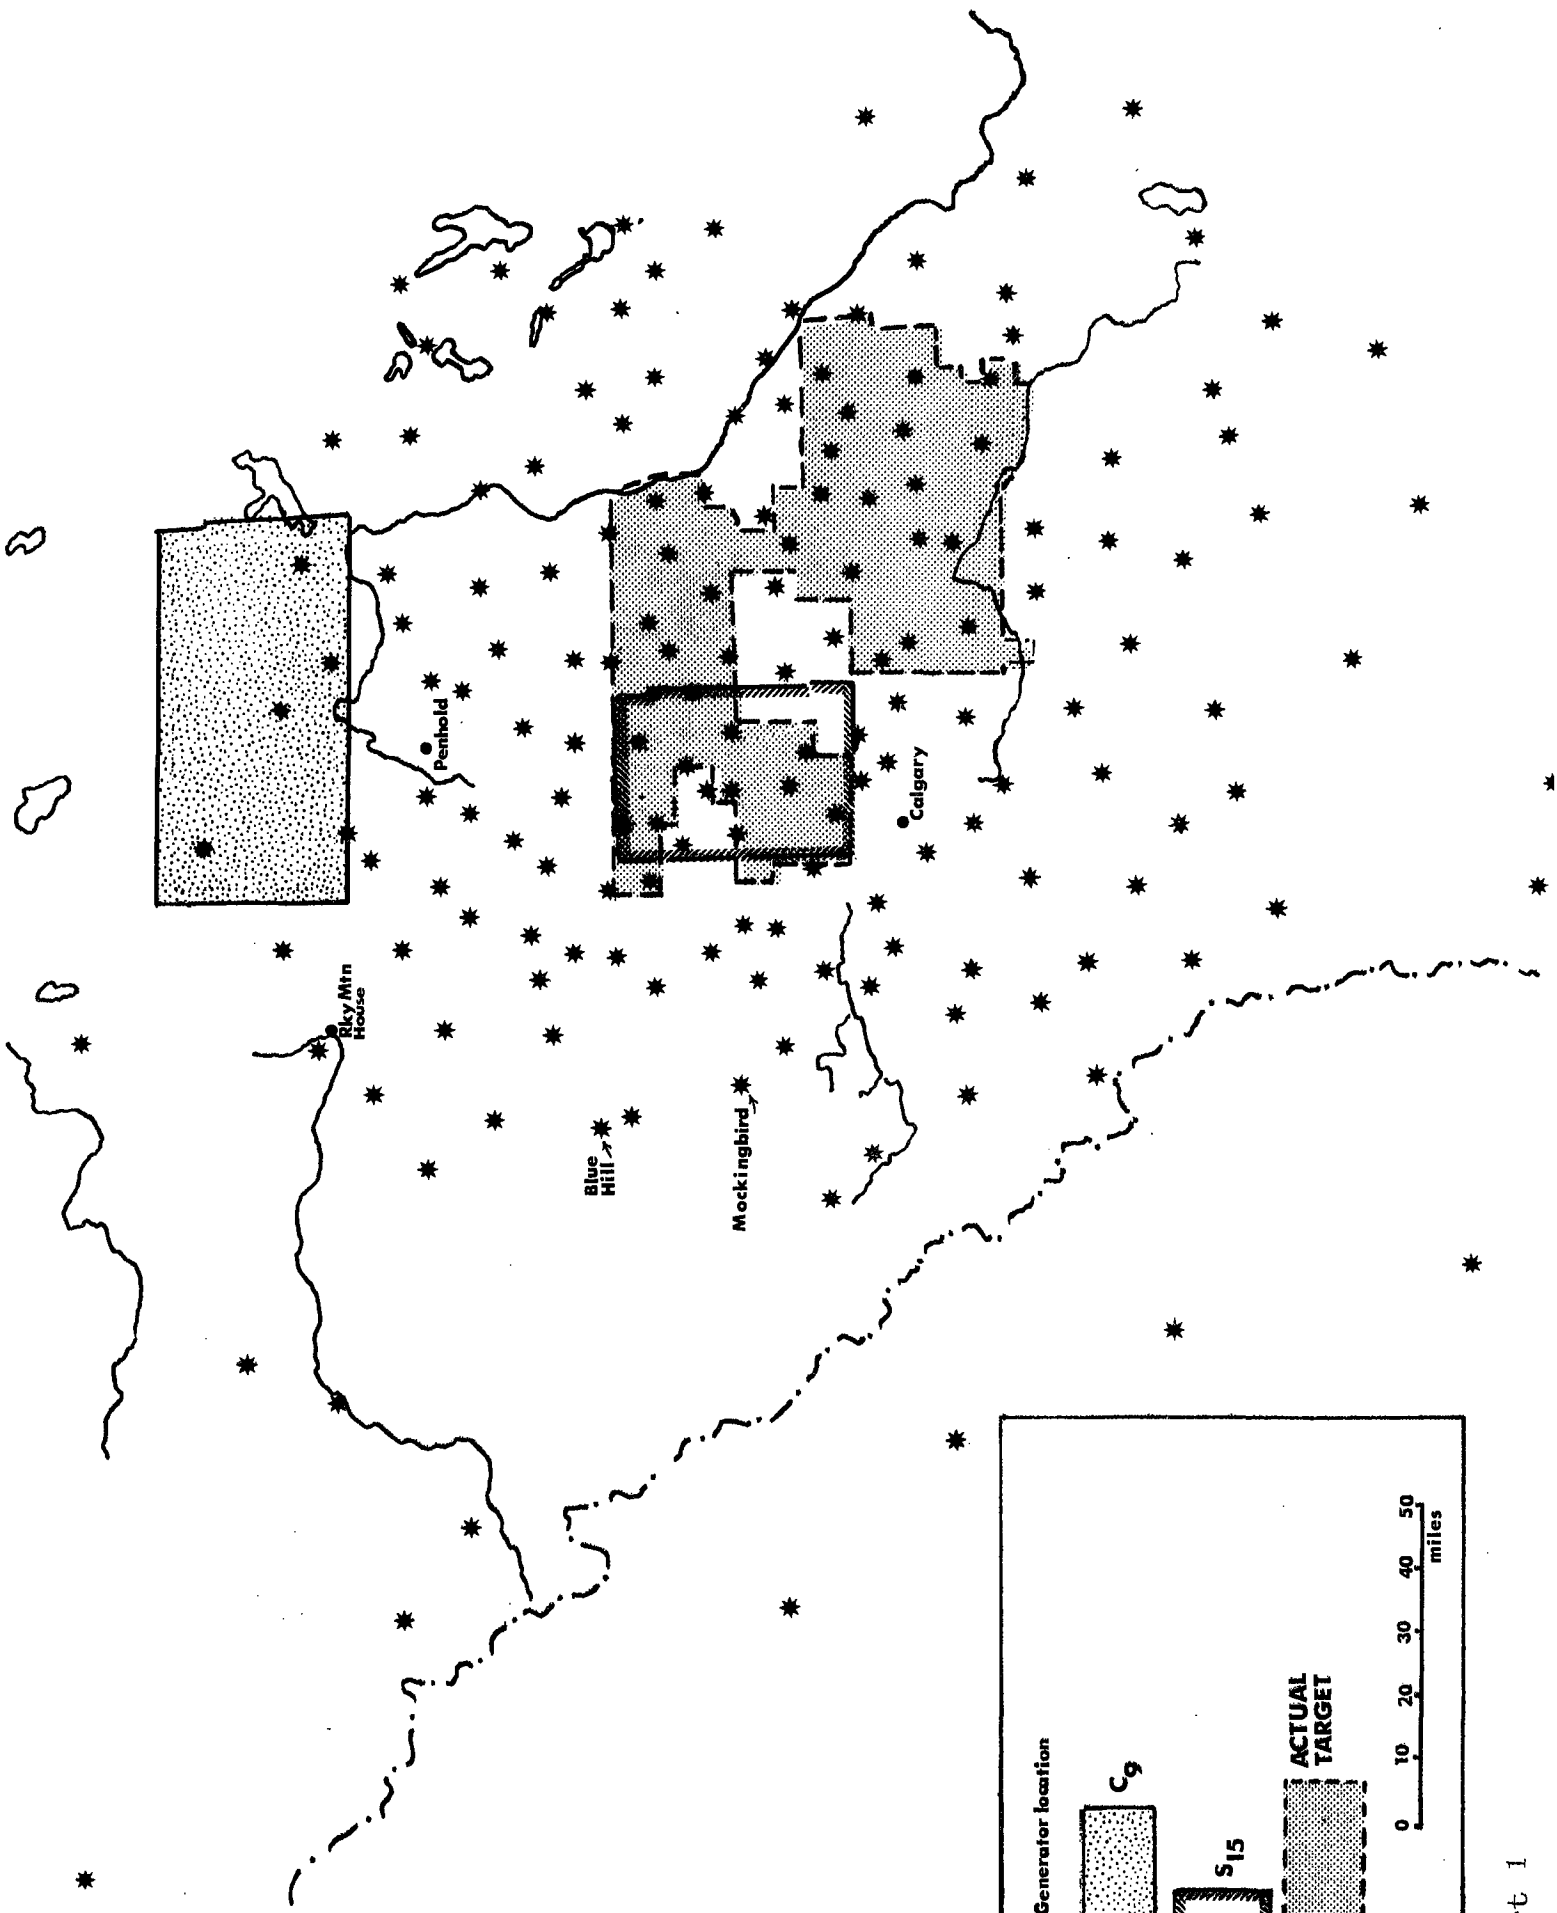 Rky Mtn
House
Penhold
Blue
Hill
Mockingbird
Calgary
Generator location
C9
S15
ACTUAL
TARGET
0 10 20 30 40 50
miles
t 1